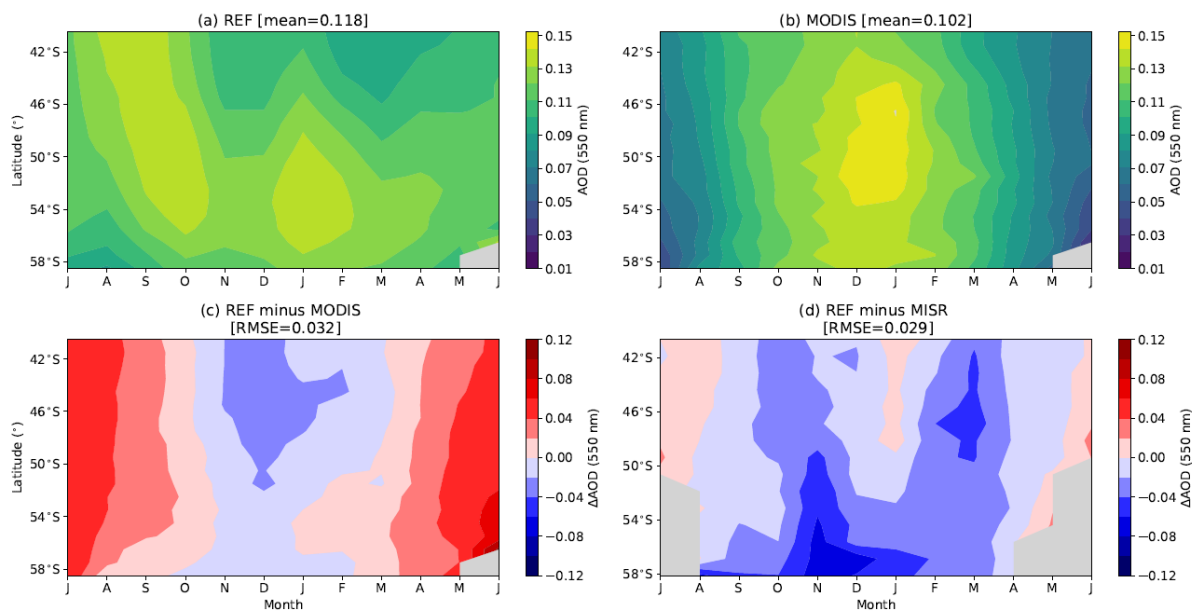 (a) REF [mean=0.118]
42°S
46°S
50°S
54°S
58°S
Latitude (°)
J A S O N D J F M A M J
0.15
0.13
0.11
0.09
0.07
0.05
0.03
0.01
AOD (550 nm)
(b) MODIS [mean=0.102]
42°S
46°S
50°S
54°S
58°S
J A S O N D J F M A M J
0.15
0.13
0.11
0.09
0.07
0.05
0.03
0.01
AOD (550 nm)
(c) REF minus MODIS
[RMSE=0.032]
42°S
46°S
50°S
54°S
58°S
Latitude (°)
J A S O N D J F M A M J
Month
0.12
0.08
0.04
0.00
−0.04
−0.08
−0.12
ΔAOD (550 nm)
(d) REF minus MISR
[RMSE=0.029]
42°S
46°S
50°S
54°S
58°S
J A S O N D J F M A M J
Month
0.12
0.08
0.04
0.00
−0.04
−0.08
−0.12
ΔAOD (550 nm)